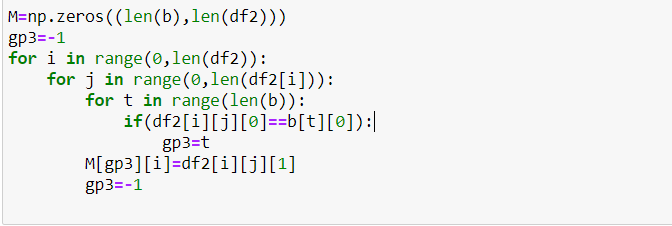 M=np.zeros((len(b),len(df2)))
gp3=-1
for i in range(0,len(df2)):
    for j in range(0,len(df2[i])):
        for t in range(len(b)):
            if(df2[i][j][0]==b[t][0]):
                gp3=t
        M[gp3][i]=df2[i][j][1]
        gp3=-1